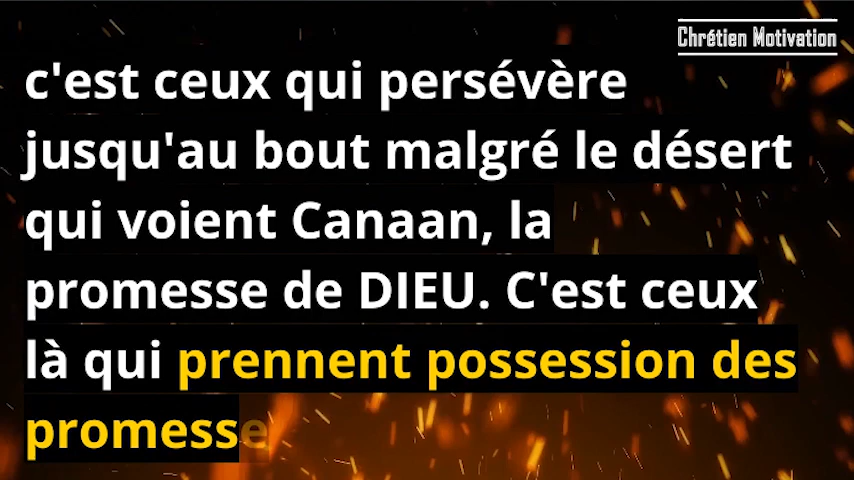 Chrétien Motivation
c'est ceux qui persévère
jusqu'au bout malgré le désert
qui voient Canaan, la
promesse de DIEU. C'est ceux
là qui prennent possession des
promesse